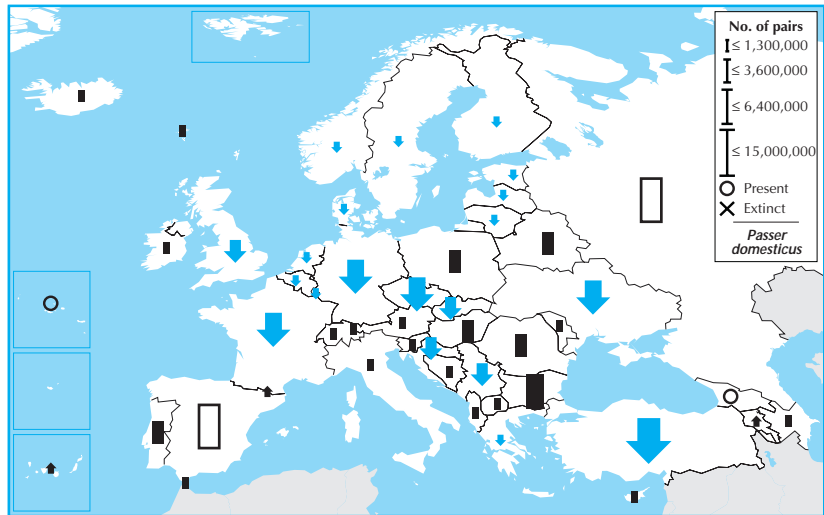 No. of pairs
≤ 1,300,000
≤ 3,600,000
≤ 6,400,000
≤ 15,000,000
Present
Extinct
Passer
domesticus